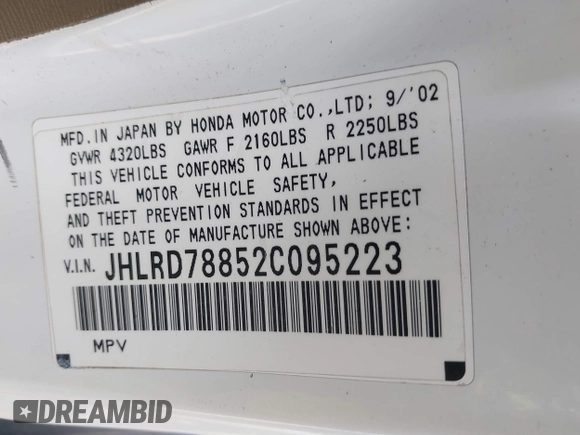 MFD.IN JAPAN BY HONDA MOTOR CO.,LTD; 9/'02
GVWR 4320LBS GAWR F 2160LBS R 2250LBS
THIS VEHICLE CONFORMS TO ALL APPLICABLE
FEDERAL MOTOR VEHICLE SAFETY,
AND THEFT PREVENTION STANDARDS IN EFFECT
ON THE DATE OF MANUFACTURE SHOWN ABOVE:
V.I.N. JHLRD78852C095223
MPV
DREAMBID